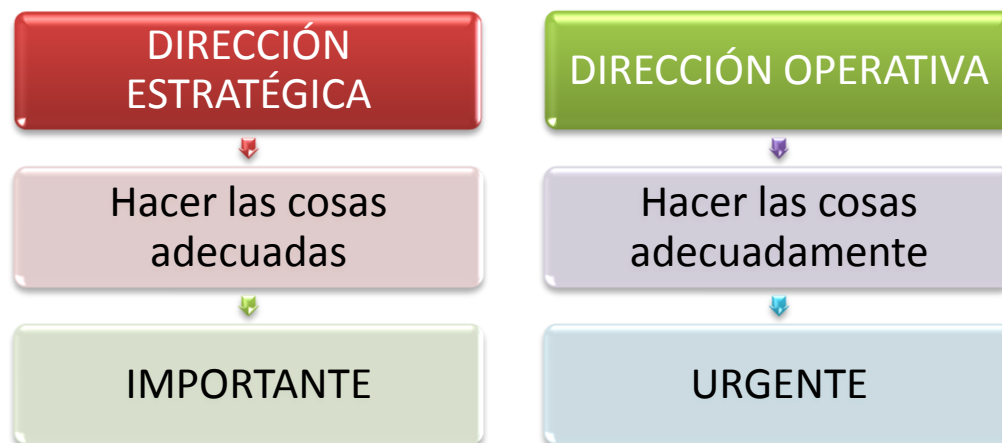 DIRECCIÓN
ESTRATÉGICA
Hacer las cosas
adecuadas
IMPORTANTE
DIRECCIÓN OPERATIVA
Hacer las cosas
adecuadamente
URGENTE